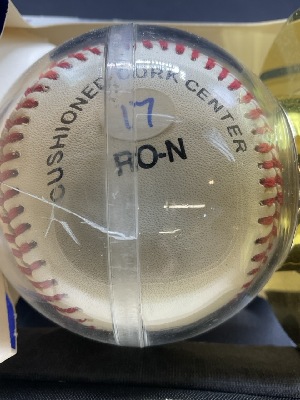 CUSHIONED CORK CENTER
17
RO-N